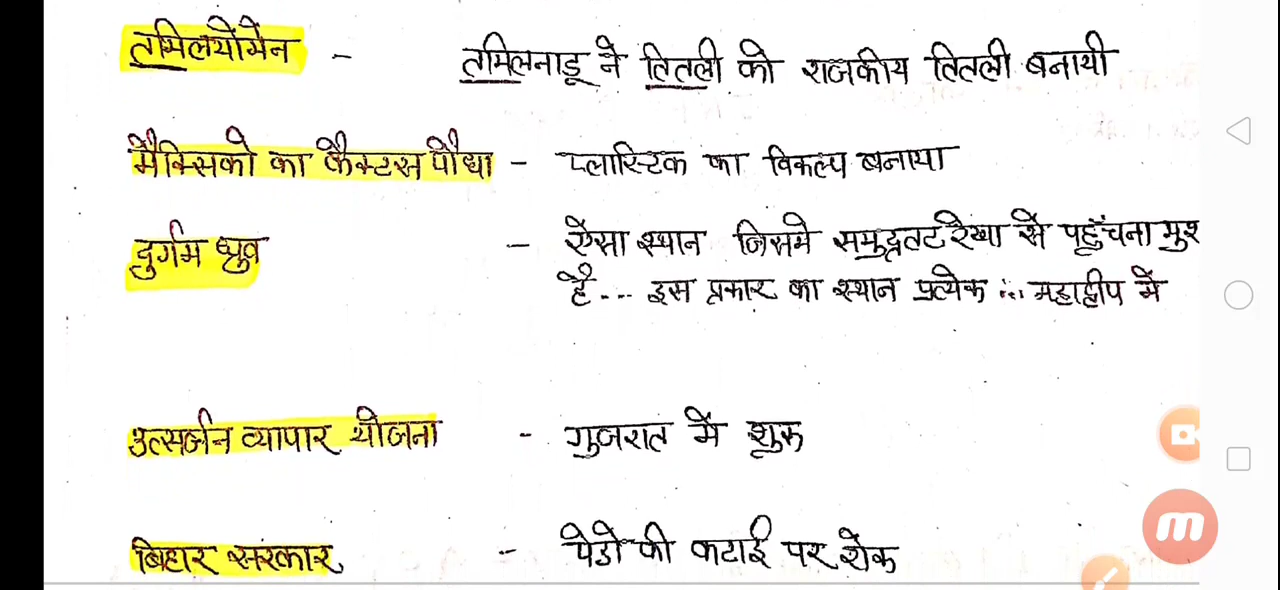 तमिलयोमेन - तमिलनाडू ने तितली को राजकीय तितली बनायी
मैक्सिको का कैक्टस पौधा - प्लास्टिक का विकल्प बनाया
दुर्गम ध्रुव - ऐसा स्थान जिसमे समुद्रतट रेखा से पहुँचना मुश
है... इस प्रकार का स्थान प्रत्येक ... महाद्वीप में
उत्सर्जन व्यापार योजना - गुजरात में शुरू
बिहार सरकार - पेडो की कटाई पर रोक